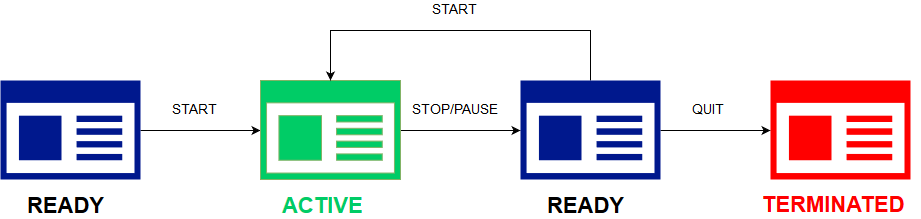 START
START
STOP/PAUSE
QUIT
READY
ACTIVE
READY
TERMINATED